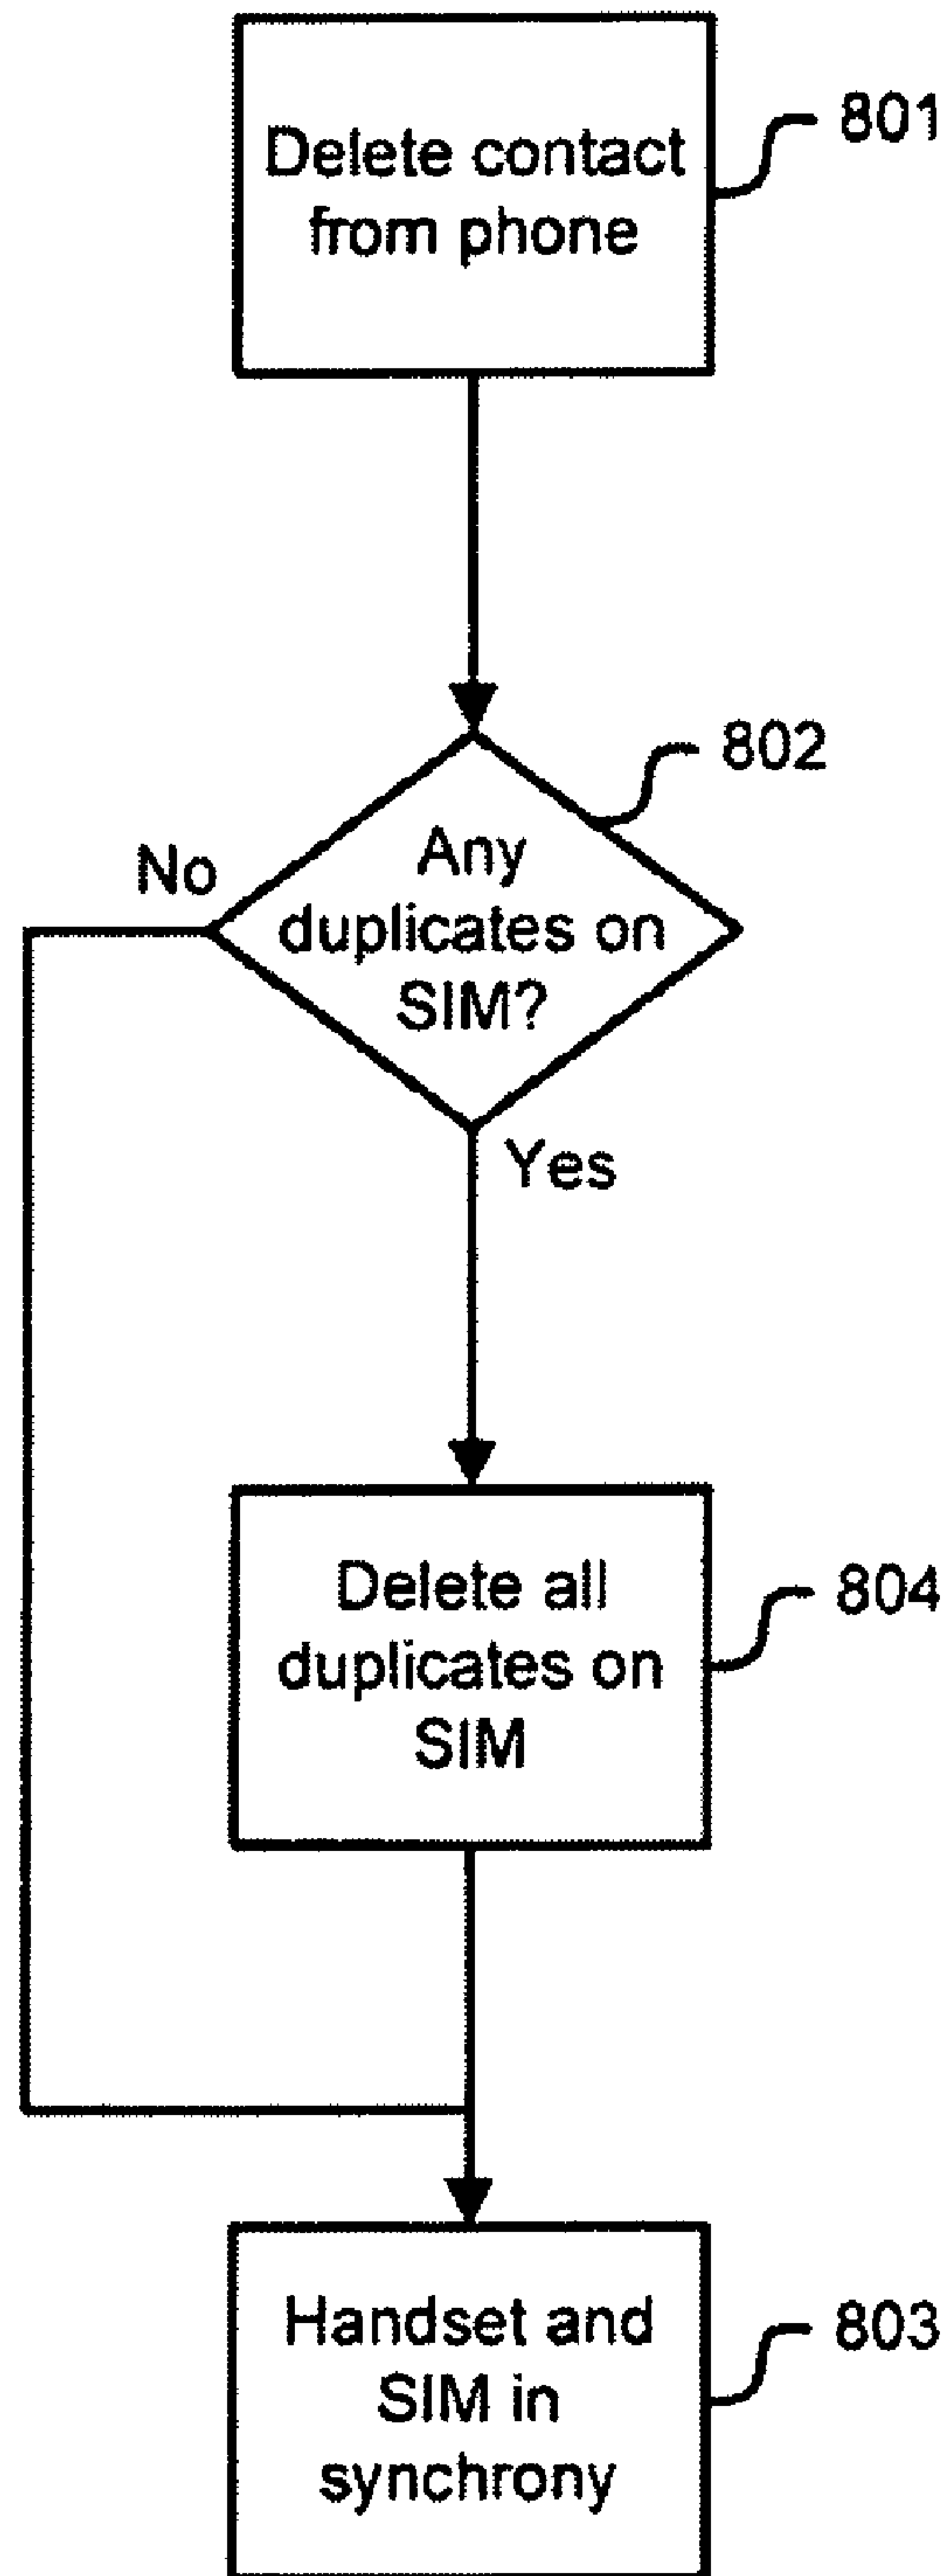 Delete contact
from phone
801
802
Any
duplicates on
SIM?
No
Yes
Delete all
duplicates on
SIM
804
Handset and
SIM in
synchrony
803